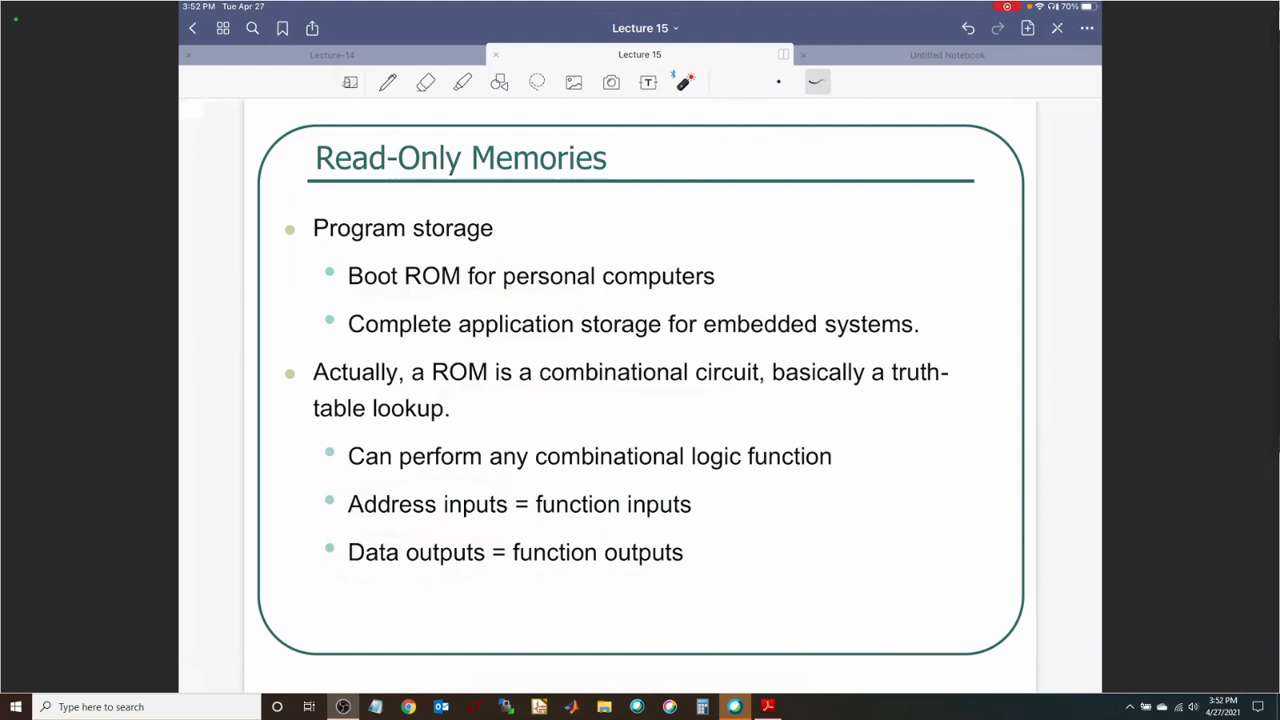 3:52 PM Tue Apr 27
70%
Lecture 15
Lecture-14
Lecture 15
Untitled Notebook
Read-Only Memories
Program storage
Boot ROM for personal computers
Complete application storage for embedded systems.
Actually, a ROM is a combinational circuit, basically a truth-
table lookup.
Can perform any combinational logic function
Address inputs = function inputs
Data outputs = function outputs
Type here to search
3:52 PM
4/27/2021